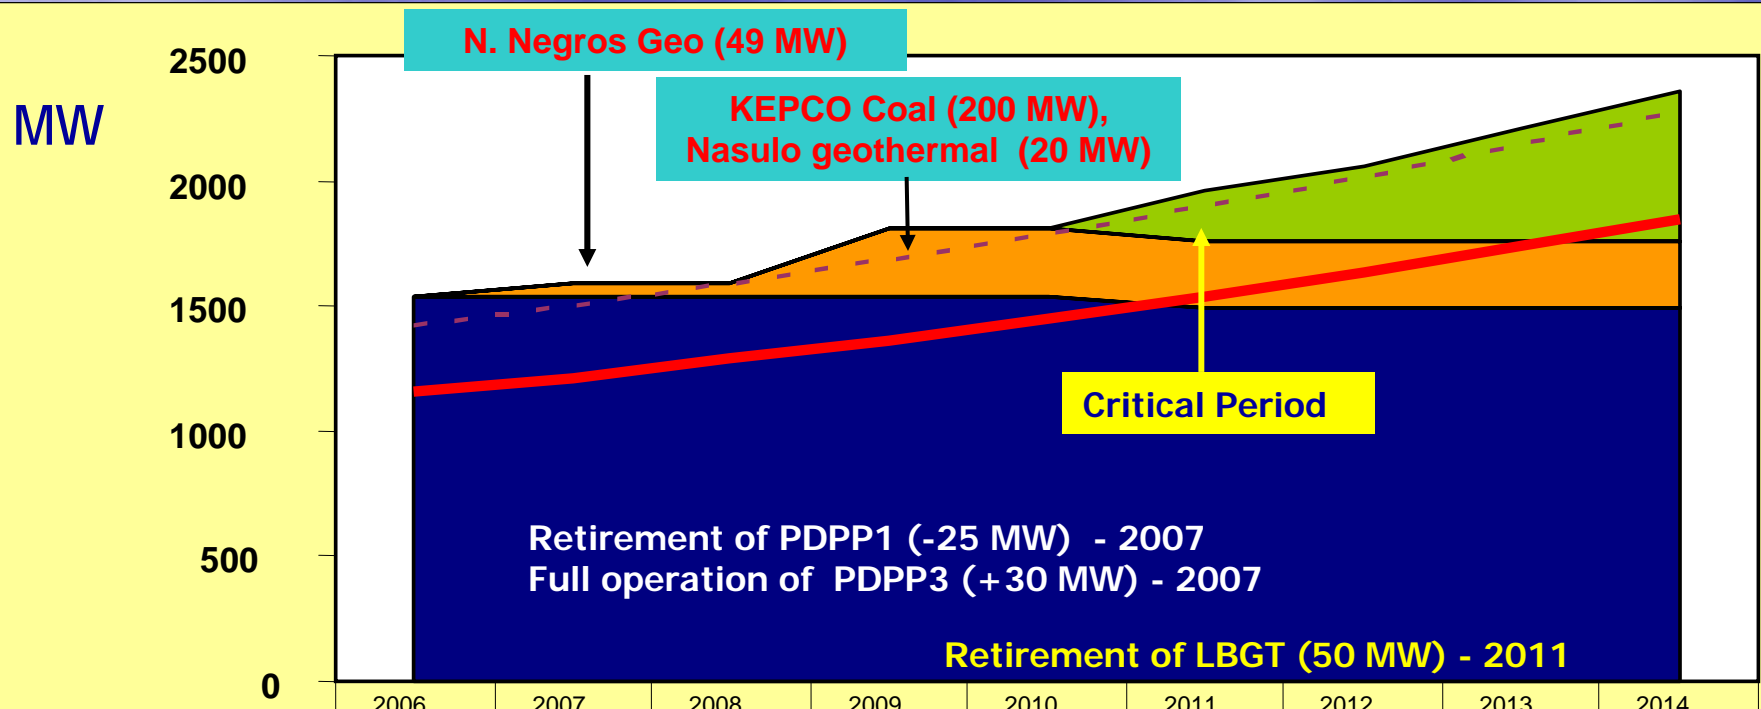 N. Negros Geo (49 MW)
2500
KEPCO Coal (200 MW),
Nasulo geothermal (20 MW)
MW
2000
1500
Critical Period
1000
Retirement of PDPP1 (-25 MW) - 2007
500
Full operation of PDPP3 (+30 MW) - 2007
Retirement of LBGT (50 MW) - 2011
0
2006 2007 2008 2009 2010 2011 2012 2013 2014